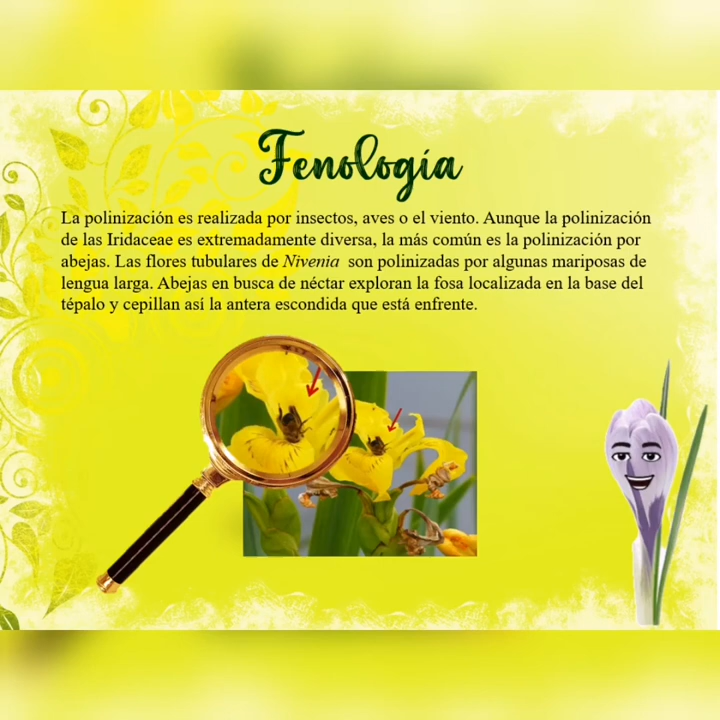 Fenología
La polinización es realizada por insectos, aves o el viento. Aunque la polinización
de las Iridaceae es extremadamente diversa, la más común es la polinización por
abejas. Las flores tubulares de Nivenia son polinizadas por algunas mariposas de
lengua larga. Abejas en busca de néctar exploran la fosa localizada en la base del
tépalo y cepillan así la antera escondida que está enfrente.